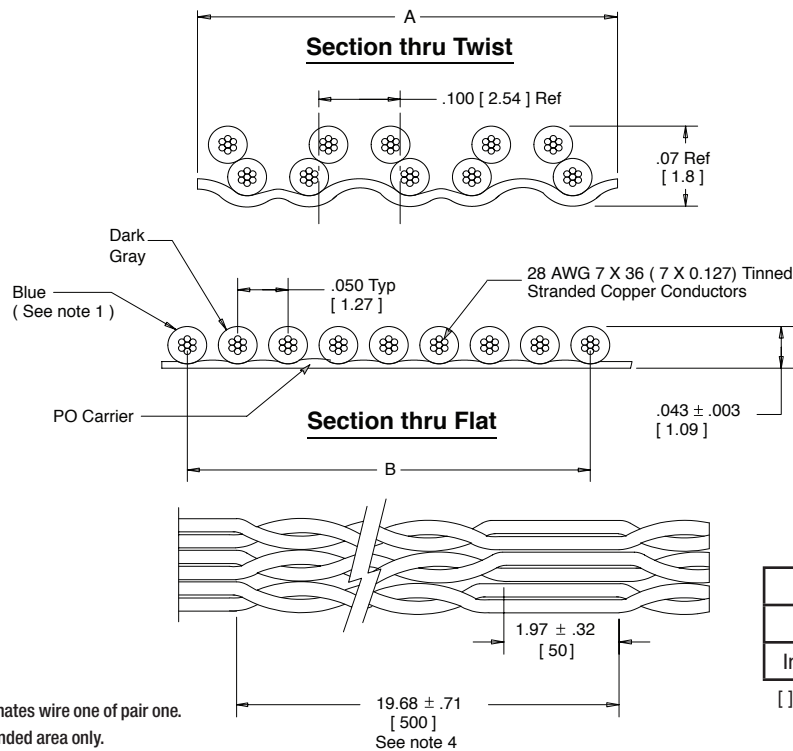 A
Section thru Twist
.100 [ 2.54 ] Ref
.07 Ref
[ 1.8 ]
Dark
Gray
Blue
( See note 1 )
.050 Typ
[ 1.27 ]
28 AWG 7 X 36 ( 7 X 0.127) Tinned
Stranded Copper Conductors
PO Carrier
Section thru Flat
.043 ± .003
[ 1.09 ]
B
1.97 ± .32
[ 50 ]
19.68 ± .71
[ 500 ]
See note 4
nates wire one of pair one.
nded area only.
[ ]